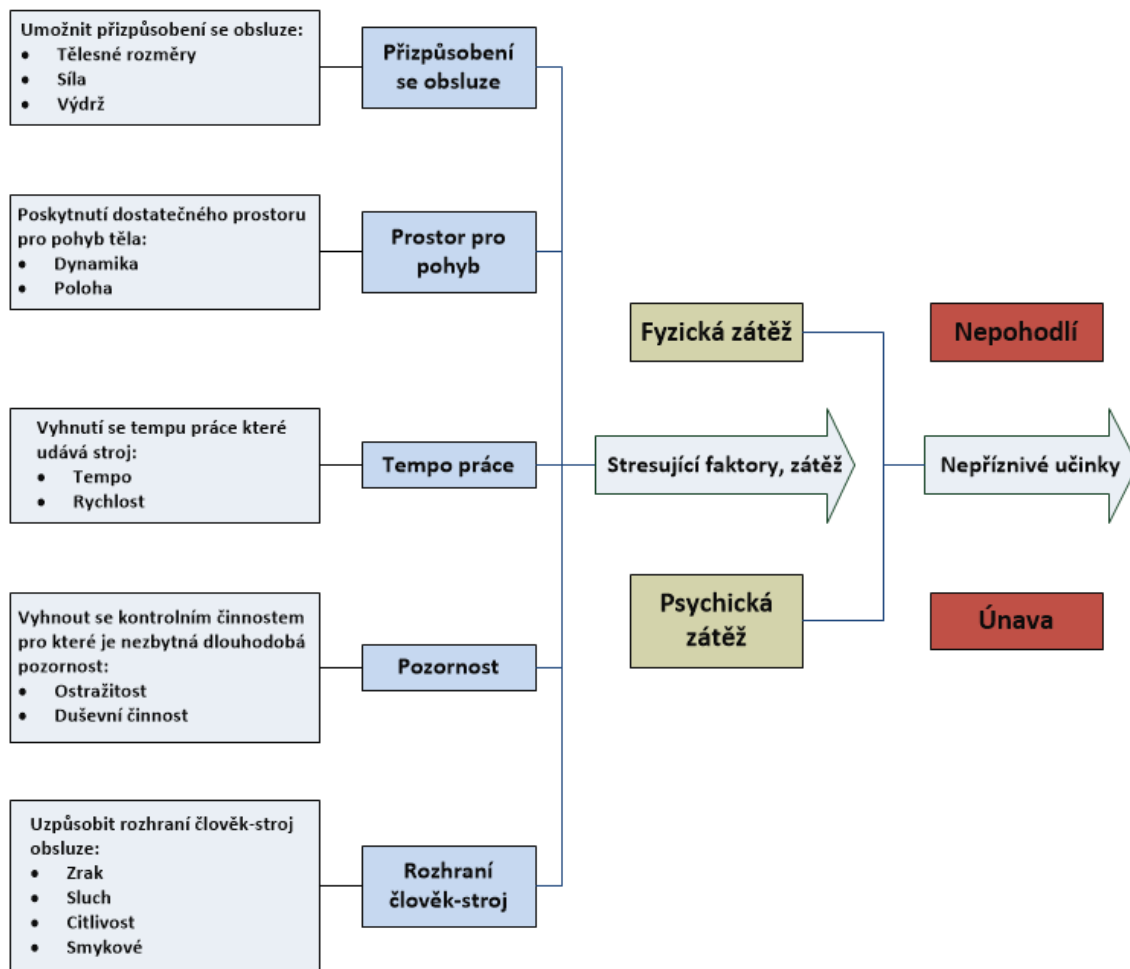 Umožnit přizpůsobení se obsluze:
• Tělesné rozměry
• Síla
• Výdrž
Přizpůsobení
se obsluze
Poskytnutí dostatečného prostoru
pro pohyb těla:
• Dynamika
• Poloha
Prostor pro
pohyb
Vyhnutí se tempu práce které
udává stroj:
• Tempo
• Rychlost
Tempo práce
Vyhnout se kontrolním činnostem
pro které je nezbytná dlouhodobá
pozornost:
• Ostražitost
• Duševní činnost
Pozornost
Uzpůsobit rozhraní člověk-stroj
obsluze:
• Zrak
• Sluch
• Citlivost
• Smykové
Rozhraní
člověk-stroj
Fyzická zátěž
Stresující faktory, zátěž
Psychická
zátěž
Nepohodlí
Nepříznivé učinky
Únava